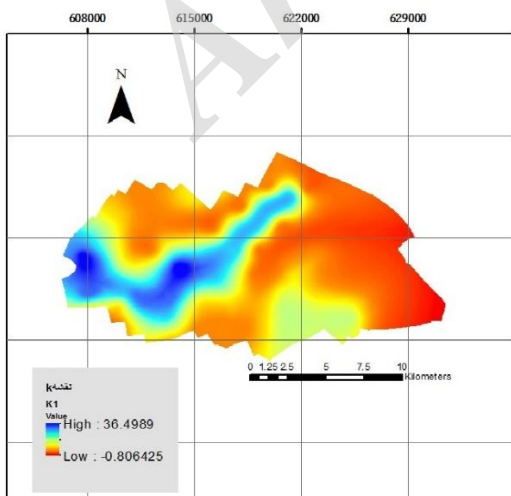 608000 615000 622000 629000
N
0 1.25 2.5 5 7.5 10
Kilometers
نقشهk
K1
Value
High : 36.4989
Low : -0.806425